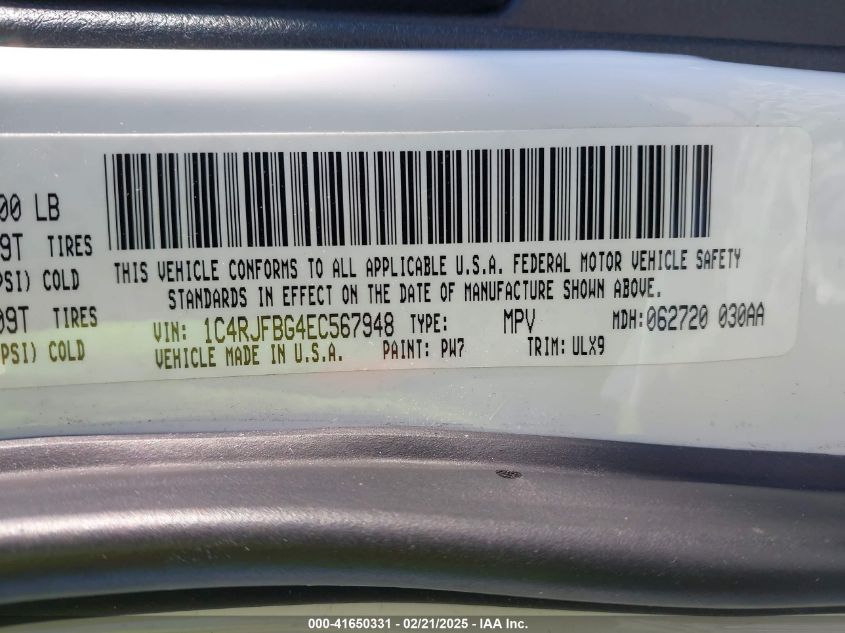 00 LB
9T TIRES
PSI) COLD
09T TIRES
PSI) COLD
THIS VEHICLE CONFORMS TO ALL APPLICABLE U.S.A. FEDERAL MOTOR VEHICLE SAFETY
STANDARDS IN EFFECT ON THE DATE OF MANUFACTURE SHOWN ABOVE.
VIN: 1C4RJFBG4EC567948 TYPE: MPV MDH: 062720 030AA
VEHICLE MADE IN U.S.A. PAINT: PW7 TRIM: ULX9
000-41650331 - 02/21/2025 - IAA Inc.